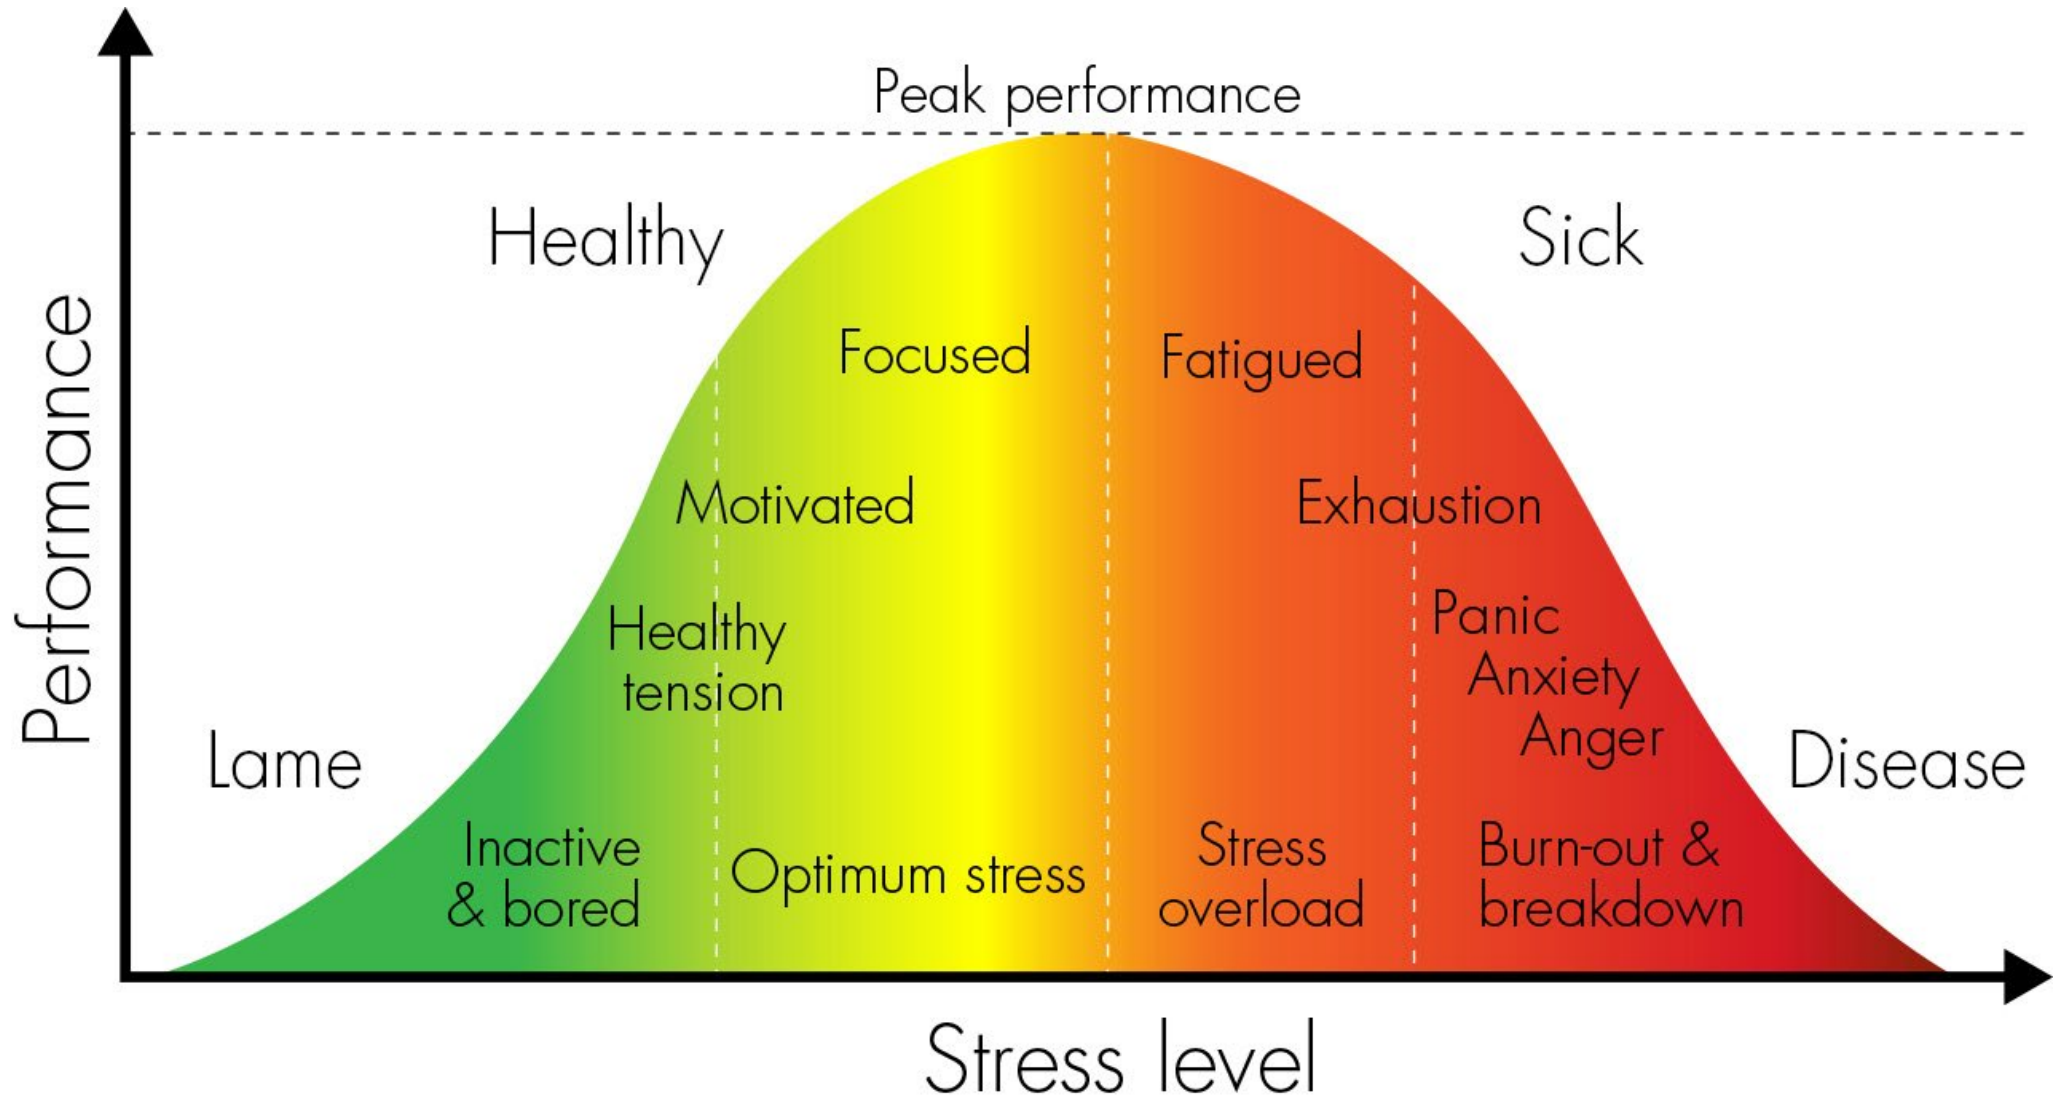 Peak performance
Healthy
Sick
Focused
Fatigued
Motivated
Exhaustion
Healthy
tension
Panic
Anxiety
Anger
Lame
Disease
Inactive
& bored
Optimum stress
Stress
overload
Burn-out &
breakdown
Performance
Stress level